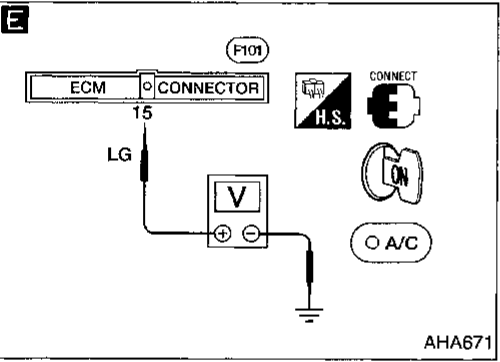 E
F101
ECM CONNECTOR
15
LG
V
H.S.
CONNECT
ON
A/C
AHA671